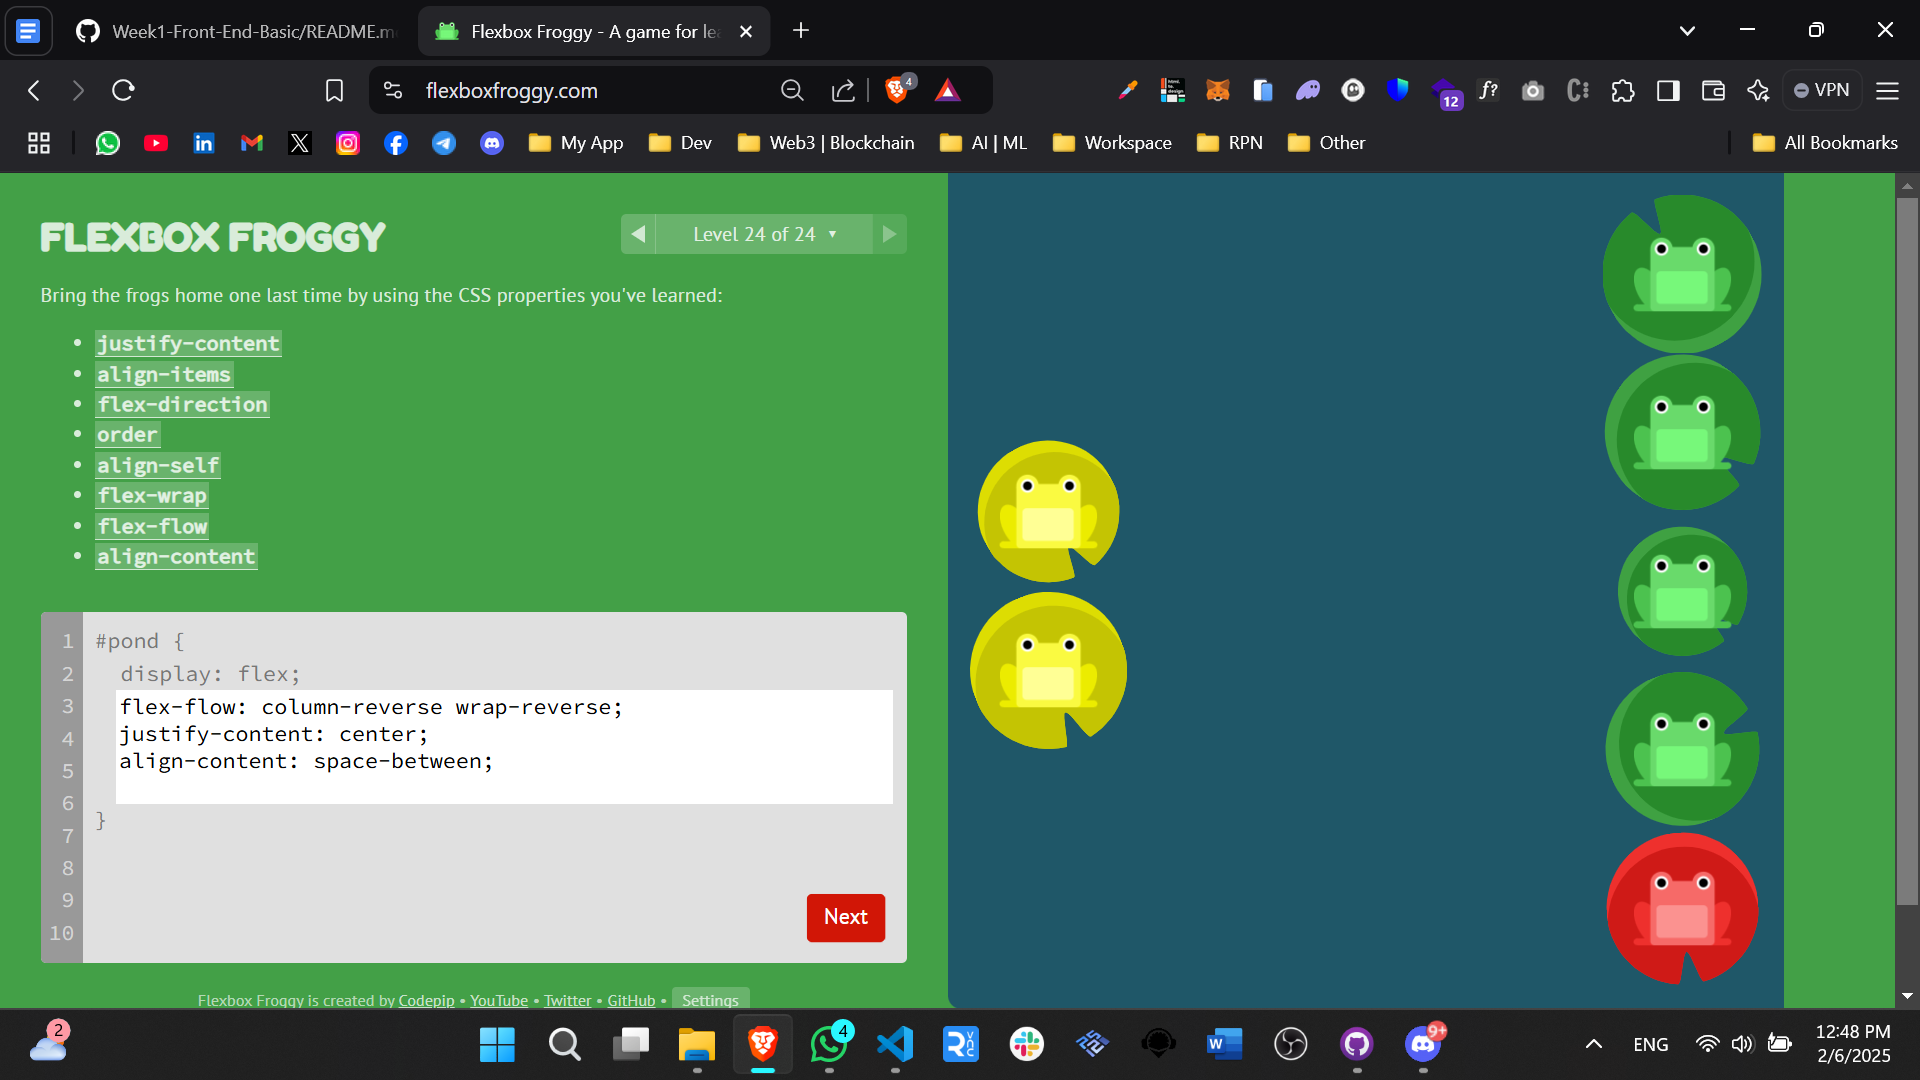 Week1-Front-End-Basic/README.m
Flexbox Froggy - A game for le
flexboxfroggy.com
4
12
f?
VPN
My App
Dev
Web3 | Blockchain
AI | ML
Workspace
RPN
Other
All Bookmarks
FLEXBOX FROGGY
Level 24 of 24
Bring the frogs home one last time by using the CSS properties you've learned:
justify-content
align-items
flex-direction
order
align-self
flex-wrap
flex-flow
align-content
1 #pond {
2 display: flex;
3 flex-flow: column-reverse wrap-reverse;
4 justify-content: center;
5 align-content: space-between;
6 }
7
8
9
10
Next
Flexbox Froggy is created by Codepip • YouTube • Twitter • GitHub • Settings
2
4
9+
ENG
12:48 PM
2/6/2025